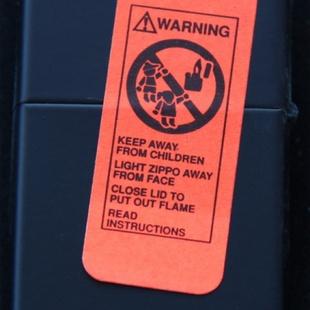 WARNING
KEEP AWAY
FROM CHILDREN
LIGHT ZIPPO AWAY
FROM FACE
CLOSE LID TO
PUT OUT FLAME
READ
INSTRUCTIONS